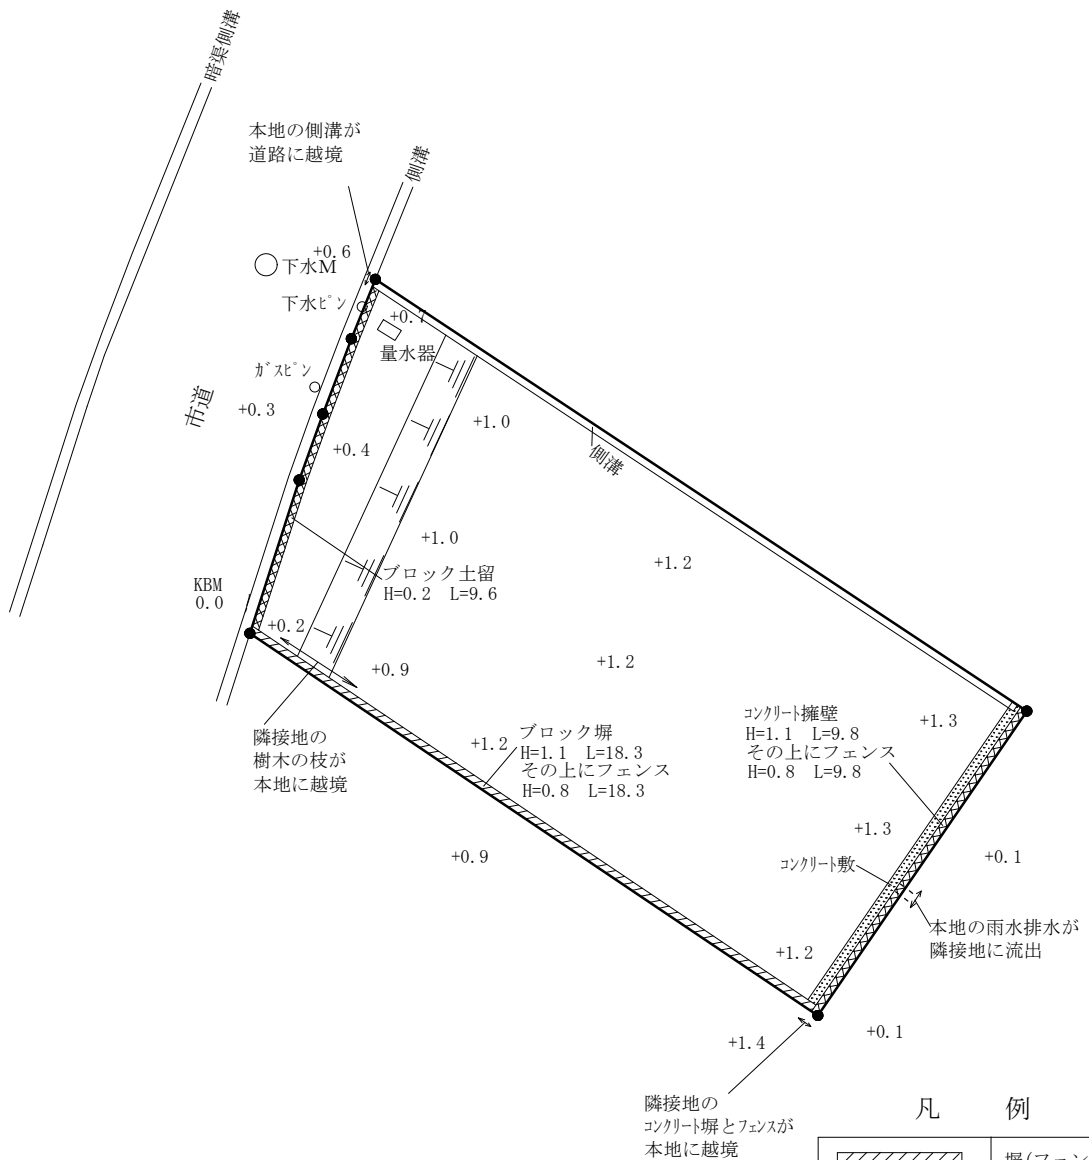 暗渠側溝
本地の側溝が
道路に越境
側溝
+0.6
下水M
下水ﾋﾟﾝ
+0.7
量水器
ｶﾞｽﾋﾟﾝ
市道
+0.3
+1.0
+0.4
側溝
+1.0
+1.2
ブロック土留
H=0.2 L=9.6
KBM
0.0
+0.2
+0.9
+1.2
隣接地の
樹木の枝が
本地に越境
+1.2
ブロック塀
H=1.1 L=18.3
その上にフェンス
H=0.8 L=18.3
ｺﾝｸﾘｰﾄ擁壁
H=1.1 L=9.8
その上にフェンス
H=0.8 L=9.8
+1.3
+1.3
+0.9
+0.1
ｺﾝｸﾘｰﾄ敷
本地の雨水排水が
隣接地に流出
+1.2
+1.4
+0.1
隣接地の
ｺﾝｸﾘｰﾄ塀とﾌｪﾝｽが
本地に越境
凡 例
塀(フェン